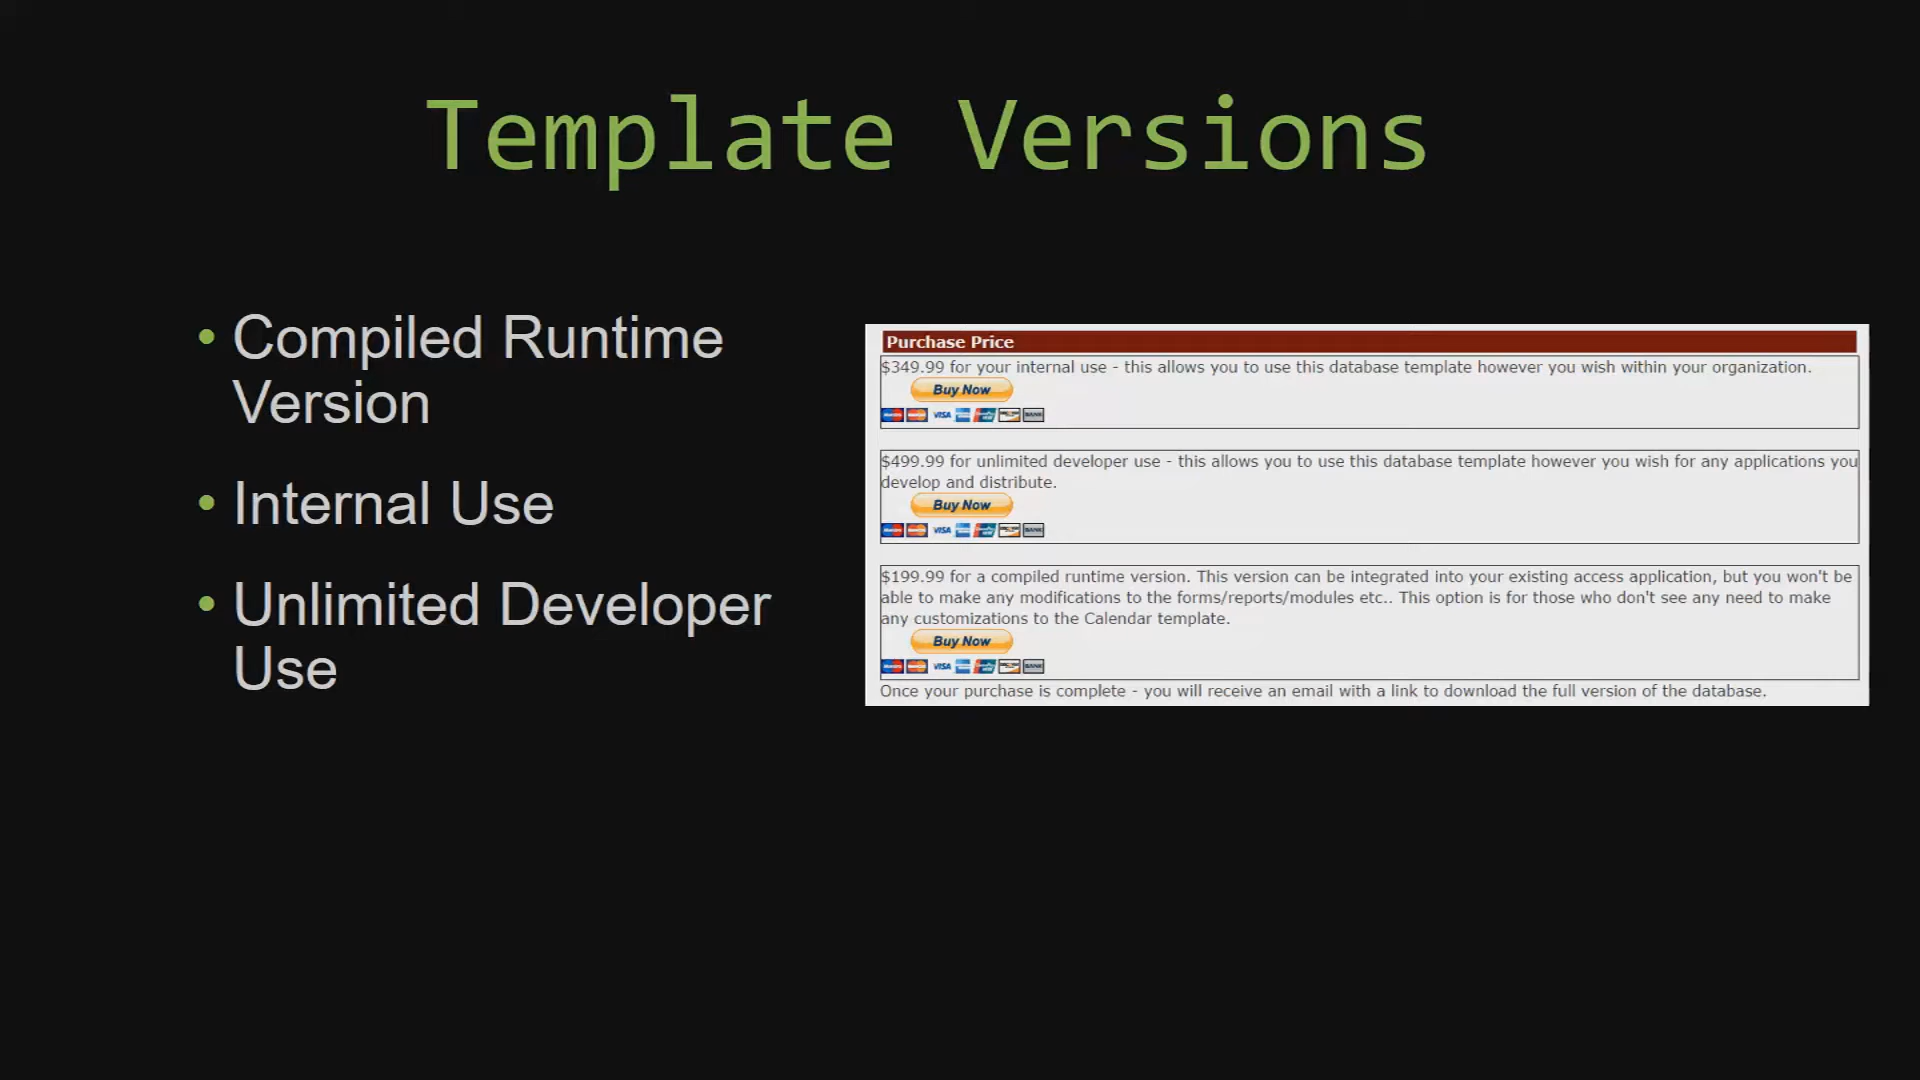 Template Versions
• Compiled Runtime
Version
• Internal Use
• Unlimited Developer
Use
Purchase Price
$349.99 for your internal use - this allows you to use this database template however you wish within your organization.
Buy Now
VISA
$499.99 for unlimited developer use - this allows you to use this database template however you wish for any applications you
develop and distribute.
Buy Now
VISA
$199.99 for a compiled runtime version. This version can be integrated into your existing access application, but you won't be
able to make any modifications to the forms/reports/modules etc.. This option is for those who don't see any need to make
any customizations to the Calendar template.
Buy Now
VISA
Once your purchase is complete - you will receive an email with a link to download the full version of the database.